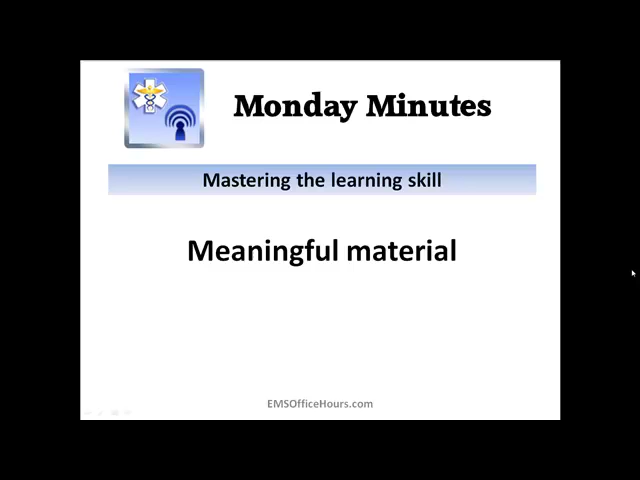 Monday Minutes
Mastering the learning skill
Meaningful material
EMSOfficeHours.com